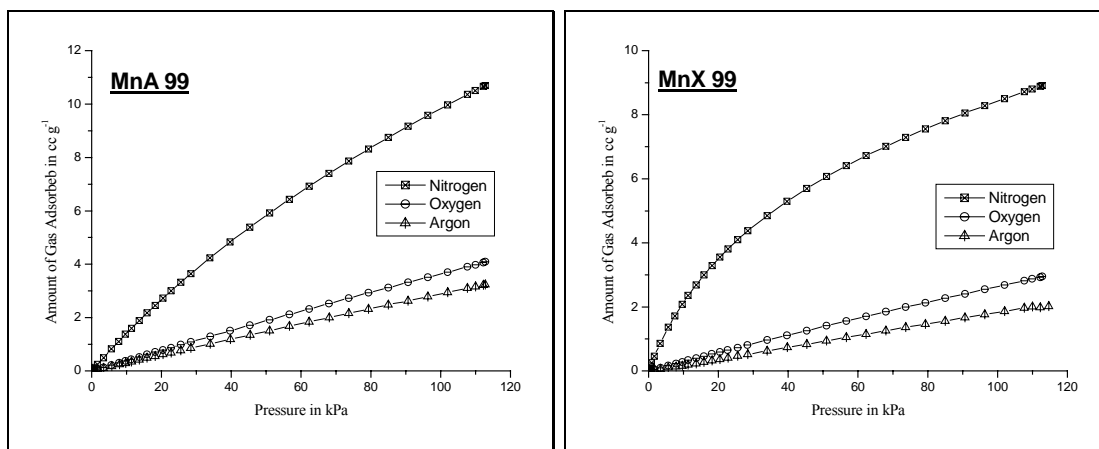 MnA 99
Amount of Gas Adsorbeb in cc g-1
12
10
8
6
4
2
0
0 20 40 60 80 100 120
Pressure in kPa
Nitrogen
Oxygen
Argon
MnX 99
Amount of Gas Adsorbeb in cc g-1
10
8
6
4
2
0
0 20 40 60 80 100 120
Pressure in kPa
Nitrogen
Oxygen
Argon